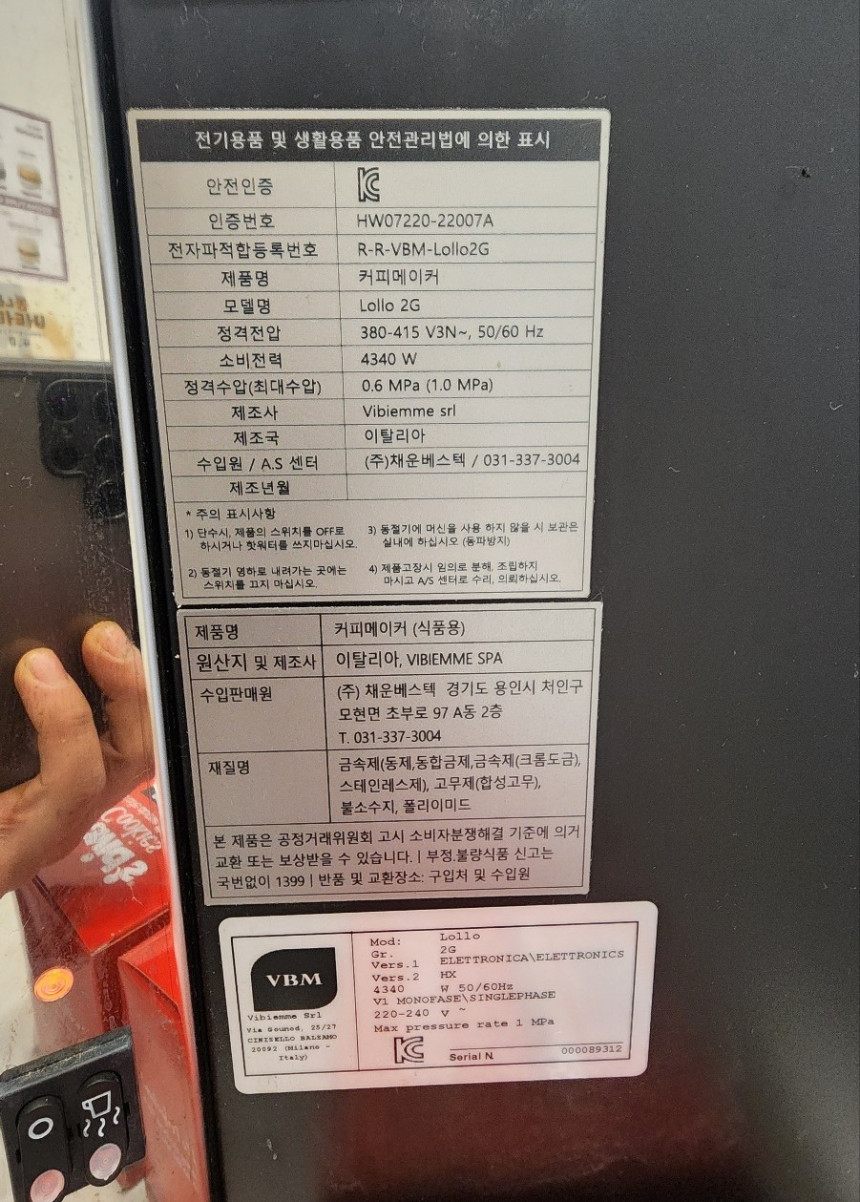 전기용품 및 생활용품 안전관리법에 의한 표시
안전인증
인증번호 HW07220-22007A
전자파적합등록번호 R-R-VBM-Lollo2G
제품명 커피메이커
모델명 Lollo 2G
정격전압 380-415 V3N~, 50/60 Hz
소비전력 4340 W
정격수압(최대수압) 0.6 MPa (1.0 MPa)
제조사 Vibiemme srl
제조국 이탈리아
수입원 / A.S 센터 (주)채운베스텍 / 031-337-3004
제조년월
* 주의 표시사항
1) 단수시, 제품의 스위치를 OFF로
하시거나 핫워터를 쓰지마십시오.
2) 동절기 영하로 내려가는 곳에는
스위치를 끄지 마십시오.
3) 동절기에 머신을 사용 하지 않을 시 보관은
실내에 하십시오 (동파방지)
4) 제품고장시 임의로 분해, 조립하지
마시고 A/S 센터로 수리, 의뢰하십시오.
제품명 커피메이커 (식품용)
원산지 및 제조사 이탈리아, VIBIEMME SPA
수입판매원 (주) 채운베스텍 경기도 용인시 처인구
모현면 초부로 97 A동 2층
T. 031-337-3004
재질명 금속제(동제,동합금제,금속제(크롬도금),
스테인레스제), 고무제(합성고무),
불소수지, 폴리이미드
본 제품은 공정거래위원회 고시 소비자분쟁해결 기준에 의거
교환 또는 보상받을 수 있습니다. | 부정.불량식품 신고는
국번없이 1399 | 반품 및 교환장소: 구입처 및 수입원
VBM
Vibiemme Srl
Via Gounod, 25/27
CINISELLO BALSAMO
20092 (Milano -
Italy)
Mod: Lollo
Gr. 2G
Vers.1 ELETTRONICA\ELETTRONICS
Vers.2 HX
4340 W 50/60Hz
V1 MONOFASE\SINGLEPHASE
220-240 V ~
Max pressure rate 1 MPa
Serial N. 000089312